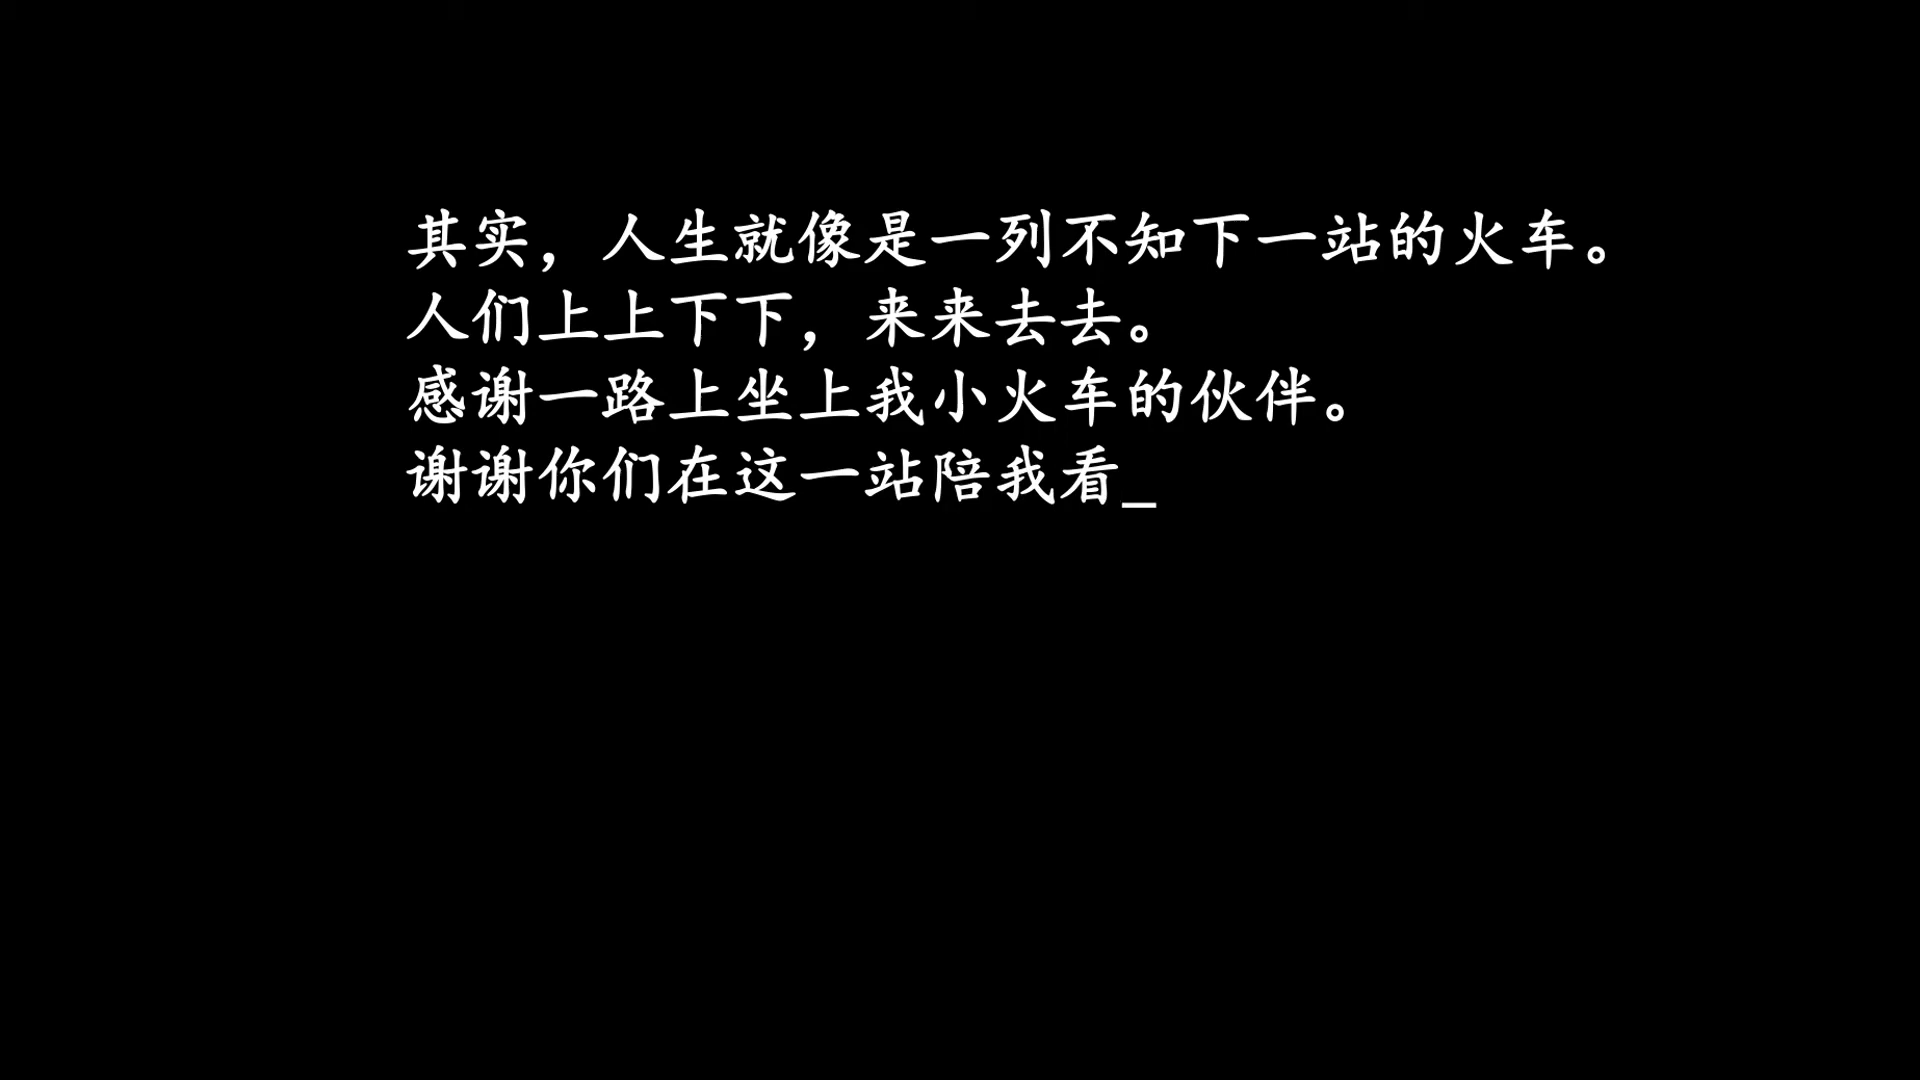 其实，人生就像是一列不知下一站的火车。
人们上上下下，来来去去。
感谢一路上坐上我小火车的伙伴。
谢谢你们在这一站陪我看_